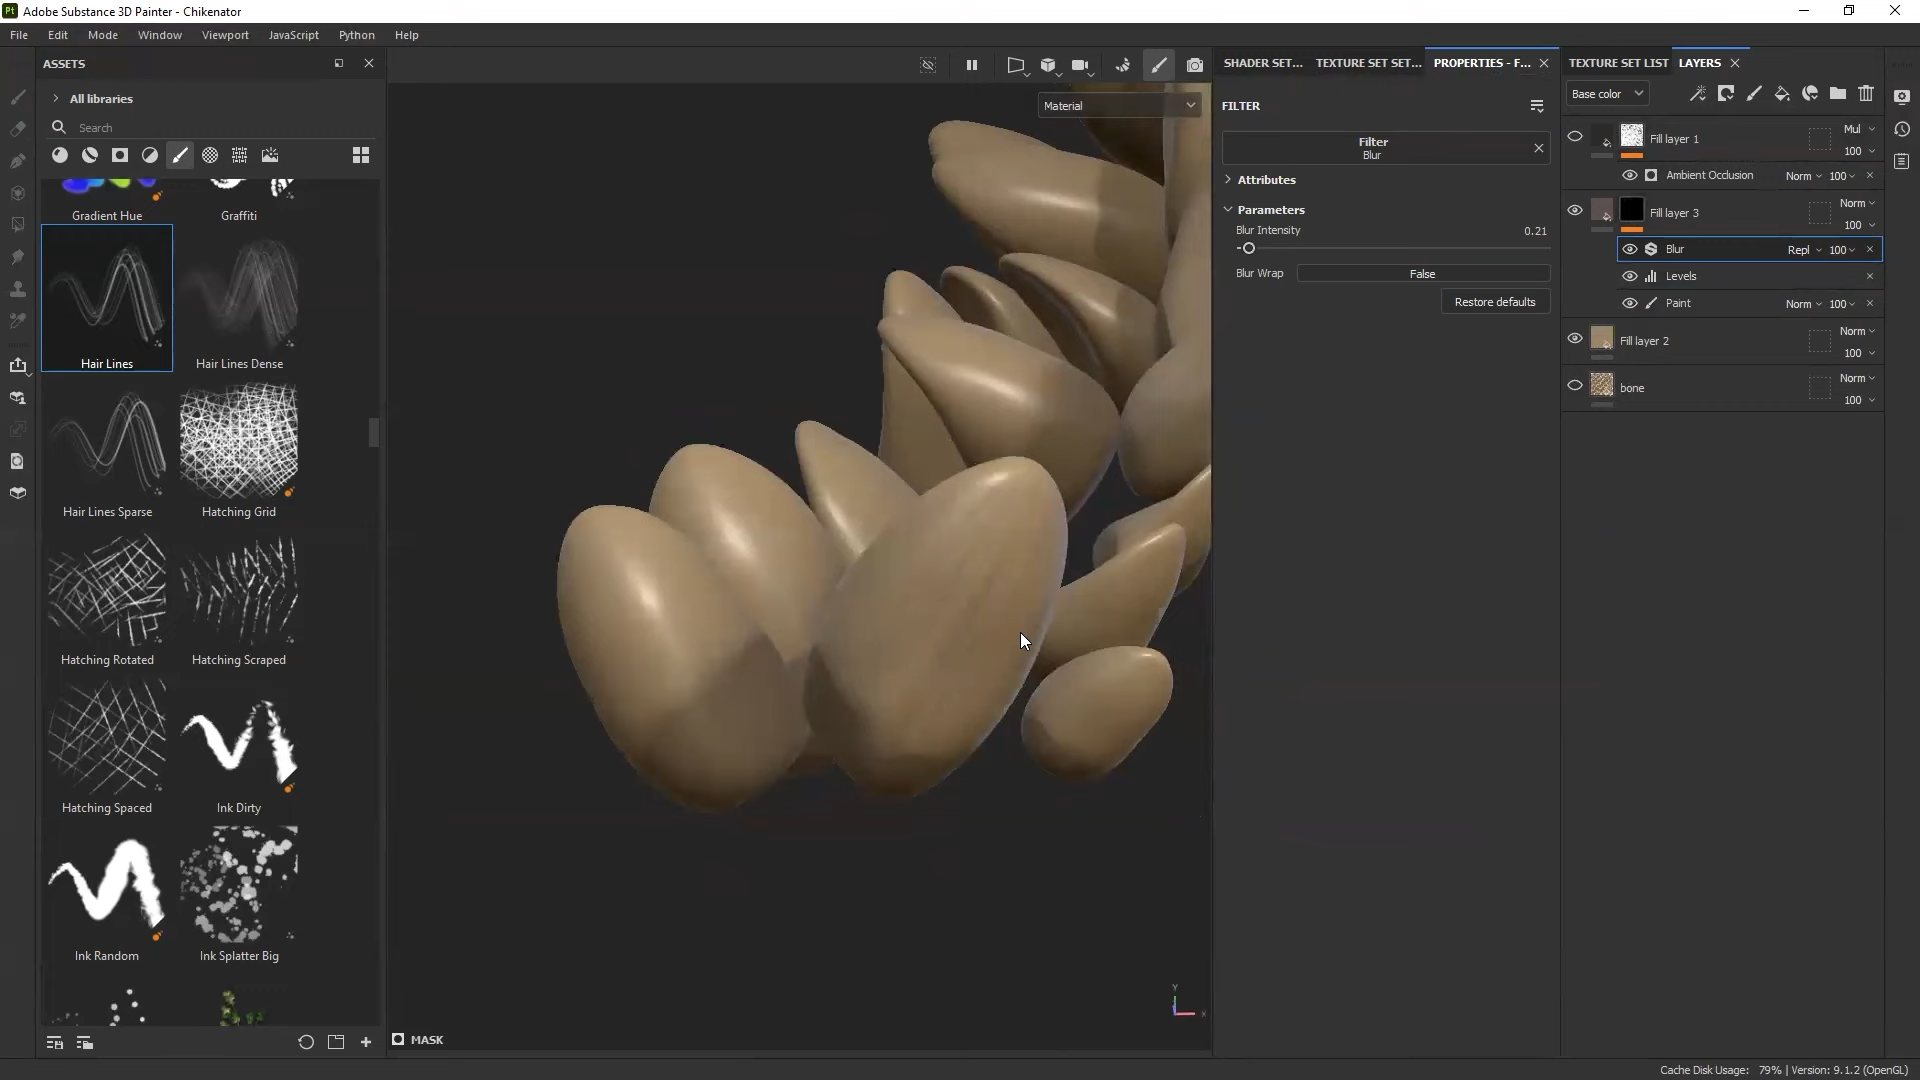 Pt Adobe Substance 3D Painter - Chikenator
File Edit Mode Window Viewport JavaScript Python Help
ASSETS
All libraries
Search
Gradient Hue
Graffiti
Hair Lines
Hair Lines Dense
Hair Lines Sparse
Hatching Grid
Hatching Rotated
Hatching Scraped
Hatching Spaced
Ink Dirty
Ink Random
Ink Splatter Big
Material
Y
X
MASK
SHADER SET... TEXTURE SET SET... PROPERTIES - F...
FILTER
Filter
Blur
Attributes
Parameters
Blur Intensity 0.21
Blur Wrap False
Restore defaults
TEXTURE SET LIST LAYERS
Base color
Fill layer 1 Mul
100
Ambient Occlusion Norm 100
Fill layer 3 Norm
100
Blur Repl 100
Levels
Paint Norm 100
Fill layer 2 Norm
100
bone Norm
100
Cache Disk Usage: 79% | Version: 9.1.2 (OpenGL)